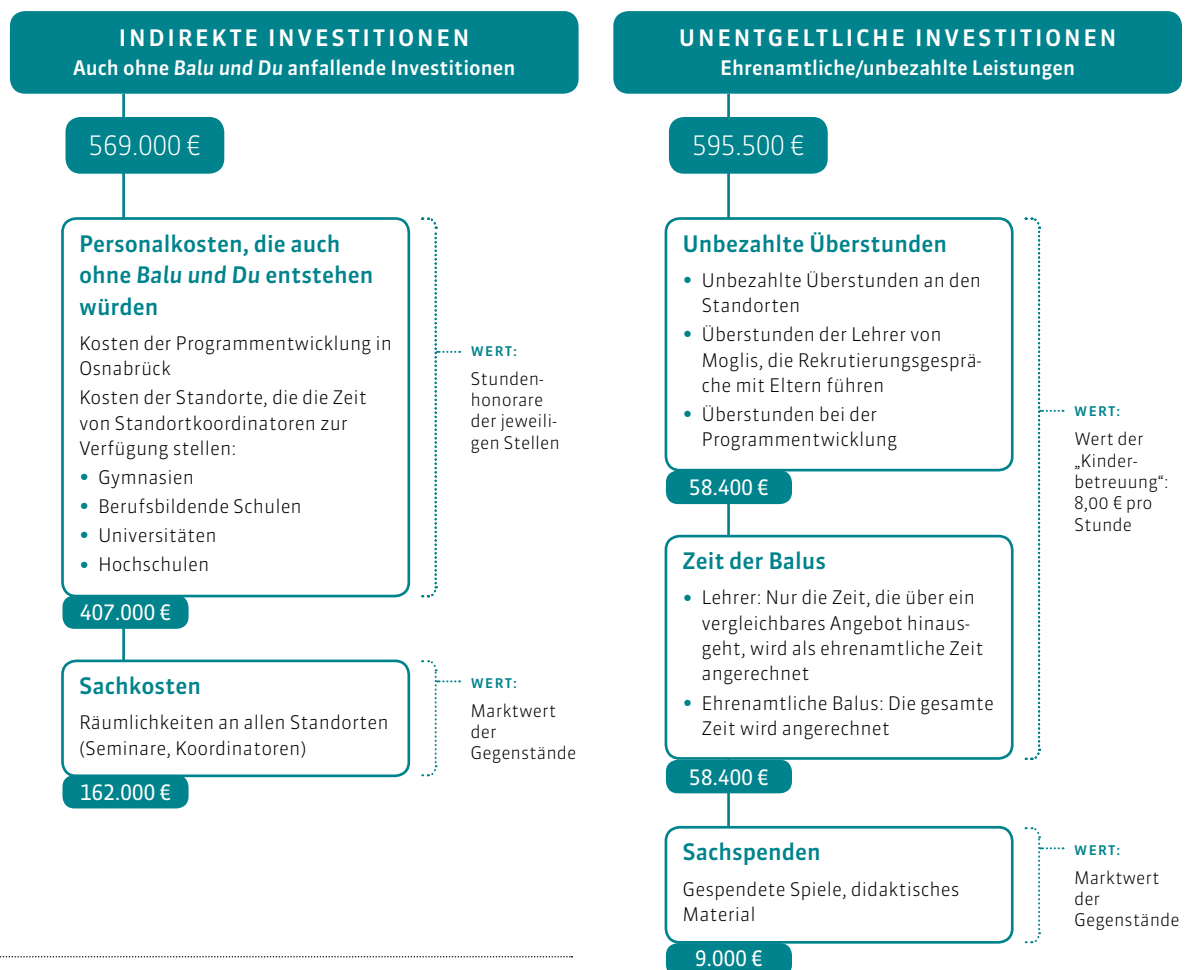 INDIREKTE INVESTITIONEN
Auch ohne Balu und Du anfallende Investitionen
569.000 €
Personalkosten, die auch
ohne Balu und Du entstehen
würden
Kosten der Programmentwicklung in
Osnabrück
Kosten der Standorte, die die Zeit
von Standortkoordinatoren zur
Verfügung stellen:
• Gymnasien
• Berufsbildende Schulen
• Universitäten
• Hochschulen
WERT:
Stunden-
honorare
der jeweili-
gen Stellen
407.000 €
Sachkosten
Räumlichkeiten an allen Standorten
(Seminare, Koordinatoren)
WERT:
Marktwert
der
Gegenstände
162.000 €
UNENTGELTLICHE INVESTITIONEN
Ehrenamtliche/unbezahlte Leistungen
595.500 €
Unbezahlte Überstunden
• Unbezahlte Überstunden an den
Standorten
• Überstunden der Lehrer von
Moglis, die Rekrutierungsgesprä-
che mit Eltern führen
• Überstunden bei der
Programmentwicklung
58.400 €
WERT:
Wert der
„Kinder-
betreuung“:
8,00 € pro
Stunde
Zeit der Balus
• Lehrer: Nur die Zeit, die über ein
vergleichbares Angebot hinaus-
geht, wird als ehrenamtliche Zeit
angerechnet
• Ehrenamtliche Balus: Die gesamte
Zeit wird angerechnet
58.400 €
Sachspenden
Gespendete Spiele, didaktisches
Material
WERT:
Marktwert
der
Gegenstände
9.000 €